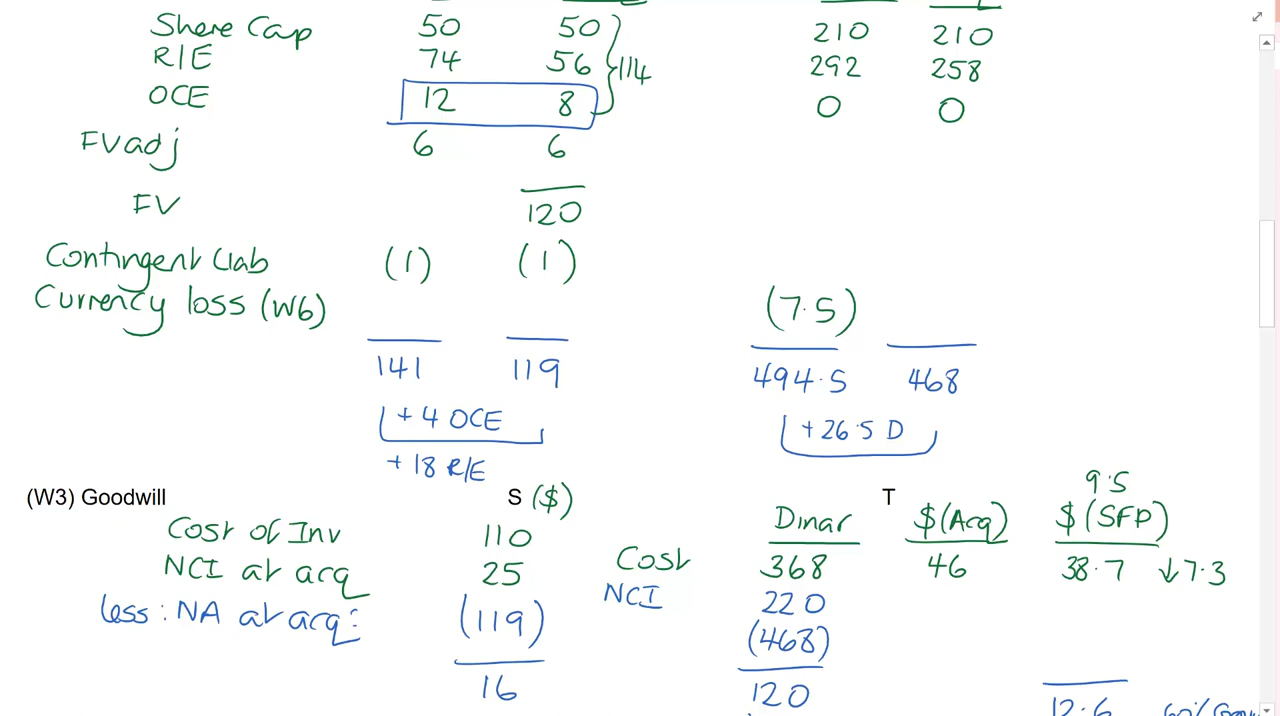 Share Cap 50 50 210 210
R/E 74 56 }114 292 258
OCE 12 8 0 0
FV adj 6 6
FV 120
Contingent Liab (1) (1)
Currency loss (W6) (7.5)
141 119 494.5 468
+ 4 OCE + 26.5 D
+ 18 R/E
9.5
(W3) Goodwill S ($) T Dinar $(Acq) $(SFP)
Cost of Inv 110 Cost 368 46 38.7 ↓7.3
NCI at acq 25 NCI 220
less: NA at acq: (119) (468)
16 120 12.6